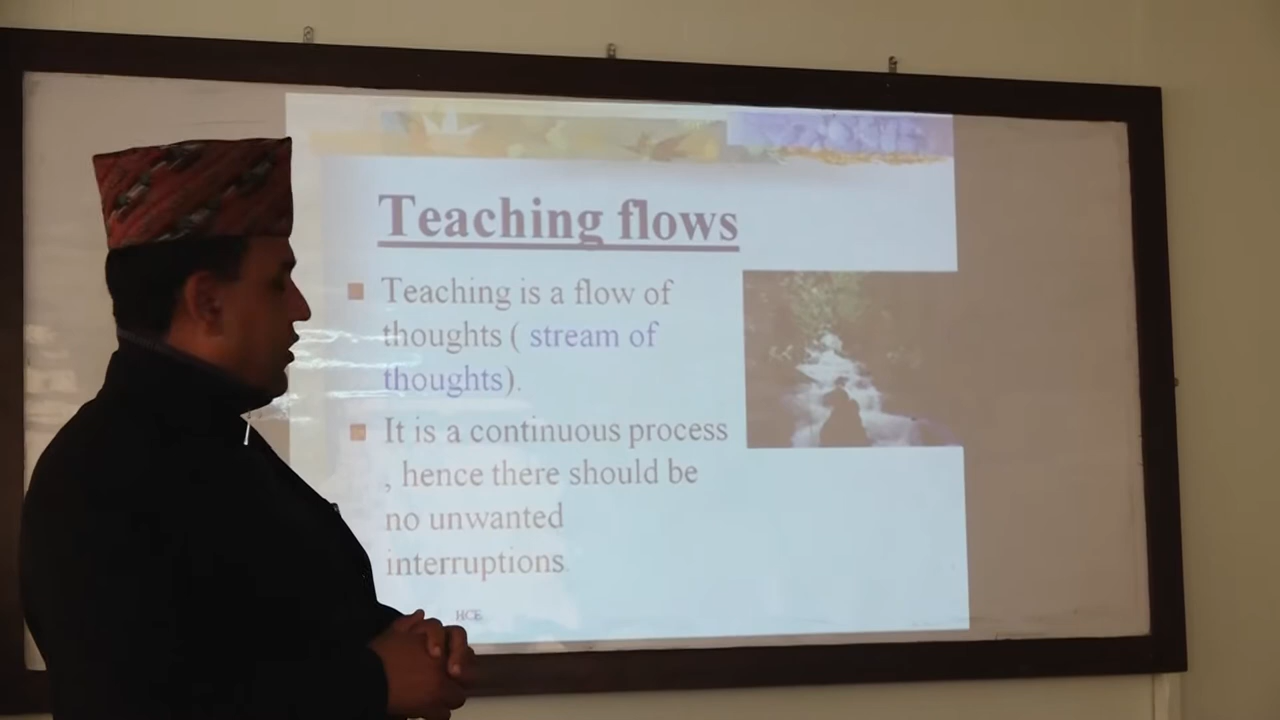 Teaching flows
Teaching is a flow of
thoughts ( stream of
thoughts).
It is a continuous process
, hence there should be
no unwanted
interruptions.
HCE